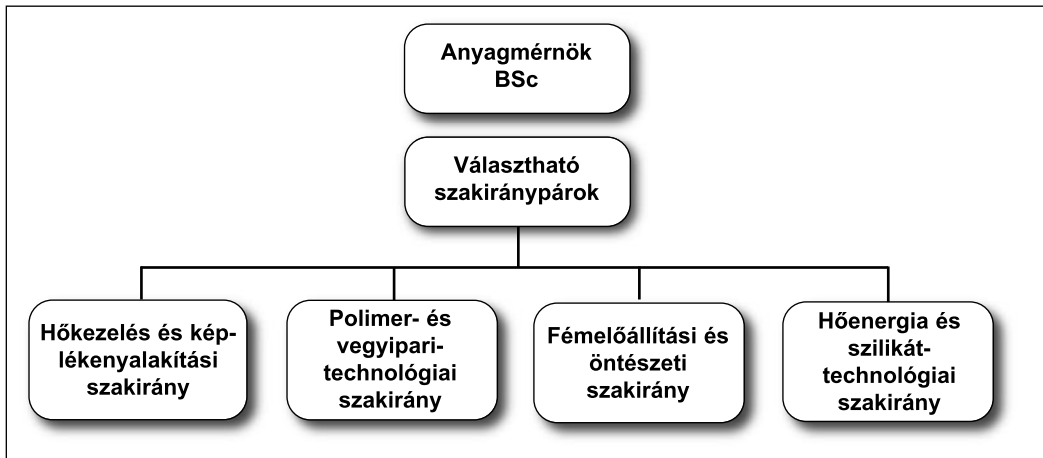 Anyagmérnök
BSc
Választható
szakiránypárok
Hőkezelés és kép-
lékenyalakítási
szakirány
Polimer- és
vegyipari-
technológiai
szakirány
Fémelőállítási és
öntészeti
szakirány
Hőenergia és
szilikát-
technológiai
szakirány